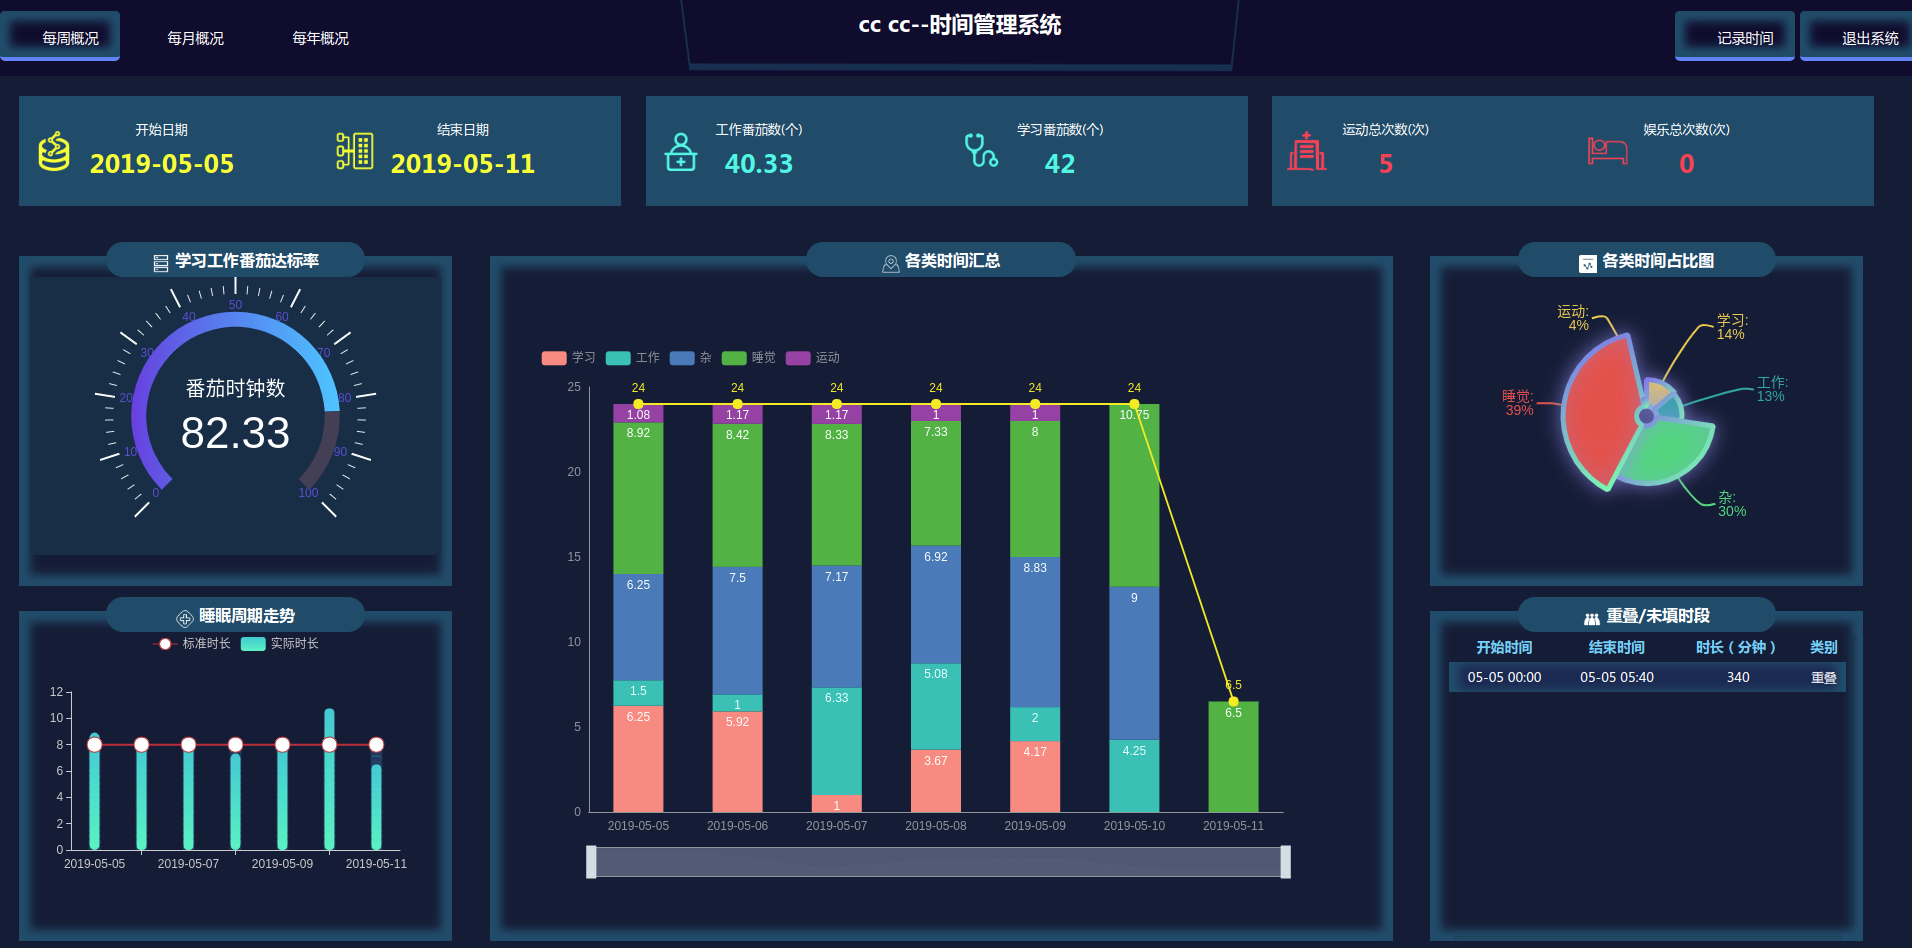 cc cc--时间管理系统
每周概况 每月概况 每年概况
记录时间 退出系统
开始日期 结束日期
2019-05-05 2019-05-11
工作番茄数(个) 学习番茄数(个)
40.33 42
运动总次数(次) 娱乐总次数(次)
5 0
学习工作番茄达标率
0 10 20 30 40 50 60 70 80 90 100
番茄时钟数
82.33
睡眠周期走势
标准时长 实际时长
12
10
8
6
4
2
0
2019-05-05 2019-05-07 2019-05-09 2019-05-11
各类时间汇总
学习 工作 杂 睡觉 运动
25
20
15
10
5
0
24 24 24 24 24 24 6.5
1.08 1.17 1.17 1 1 10.75 6.5
8.92 8.42 8.33 7.33 8
6.25 7.5 7.17 6.92 8.83 9
1.5 1 6.33 5.08 2 4.25
6.25 5.92 1 3.67 4.17
2019-05-05 2019-05-06 2019-05-07 2019-05-08 2019-05-09 2019-05-10 2019-05-11
各类时间占比图
运动:
4%
学习:
14%
工作:
13%
睡觉:
39%
杂:
30%
重叠/未填时段
开始时间 结束时间 时长（分钟） 类别
05-05 00:00 05-05 05:40 340 重叠